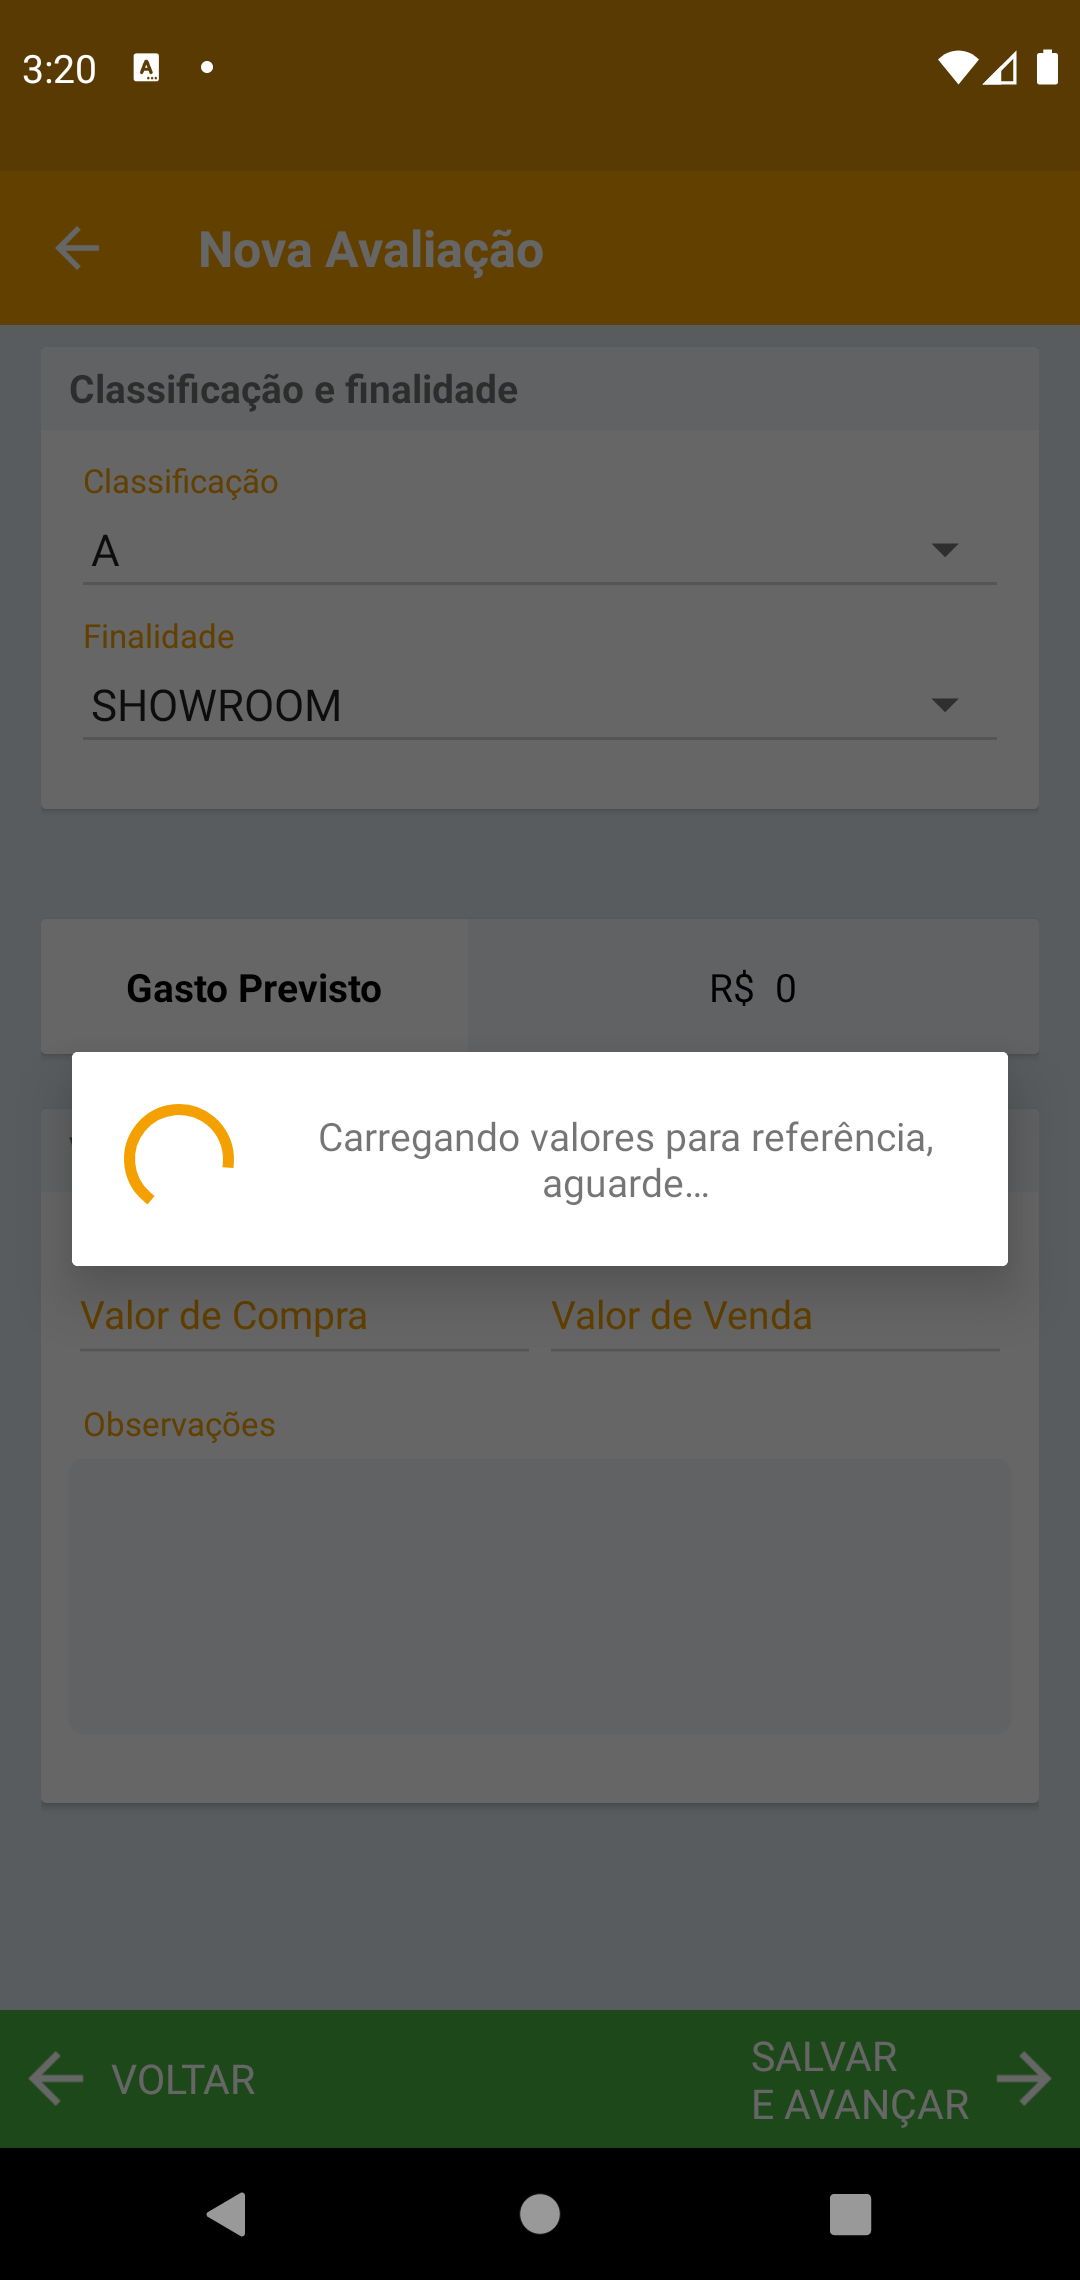 3:20
Nova Avaliação
Classificação e finalidade
Classificação
A
Finalidade
SHOWROOM
Gasto Previsto
R$ 0
Carregando valores para referência,
aguarde...
Valor de Compra
Valor de Venda
Observações
VOLTAR
SALVAR
E AVANÇAR